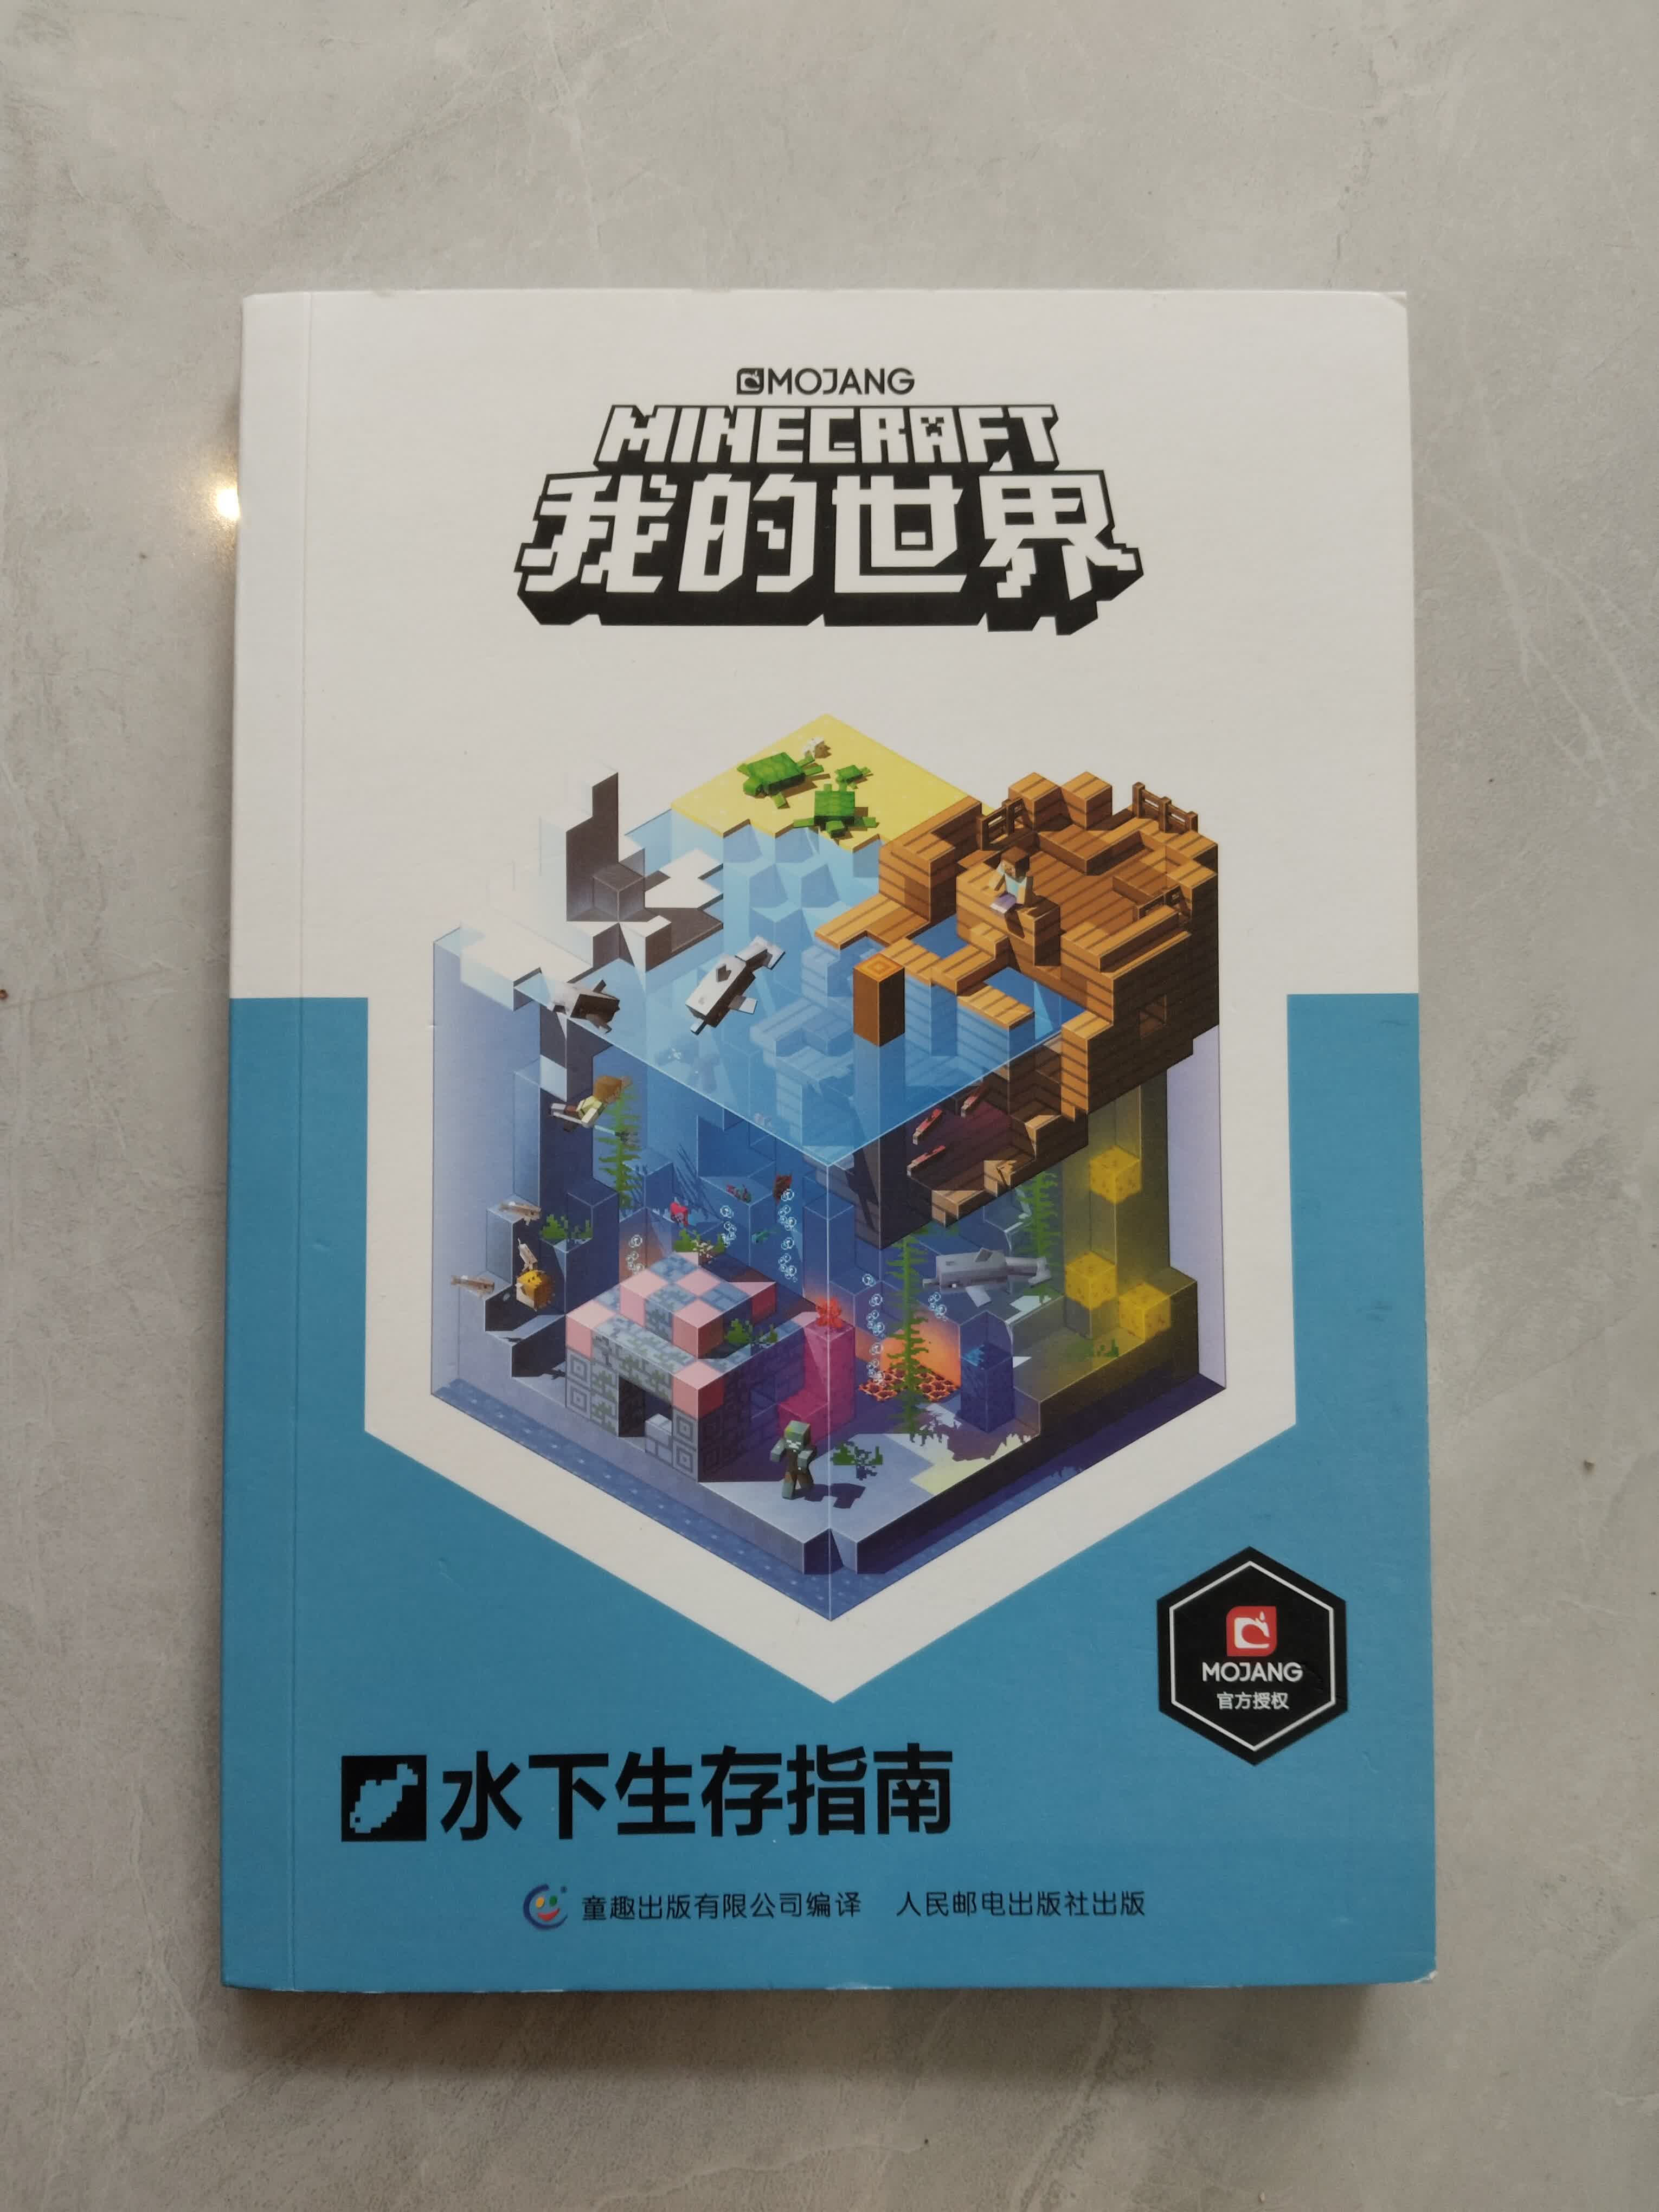 MOJANG
MINECRAFT
我的世界
MOJANG
官方授权
水下生存指南
童趣出版有限公司编译 人民邮电出版社出版